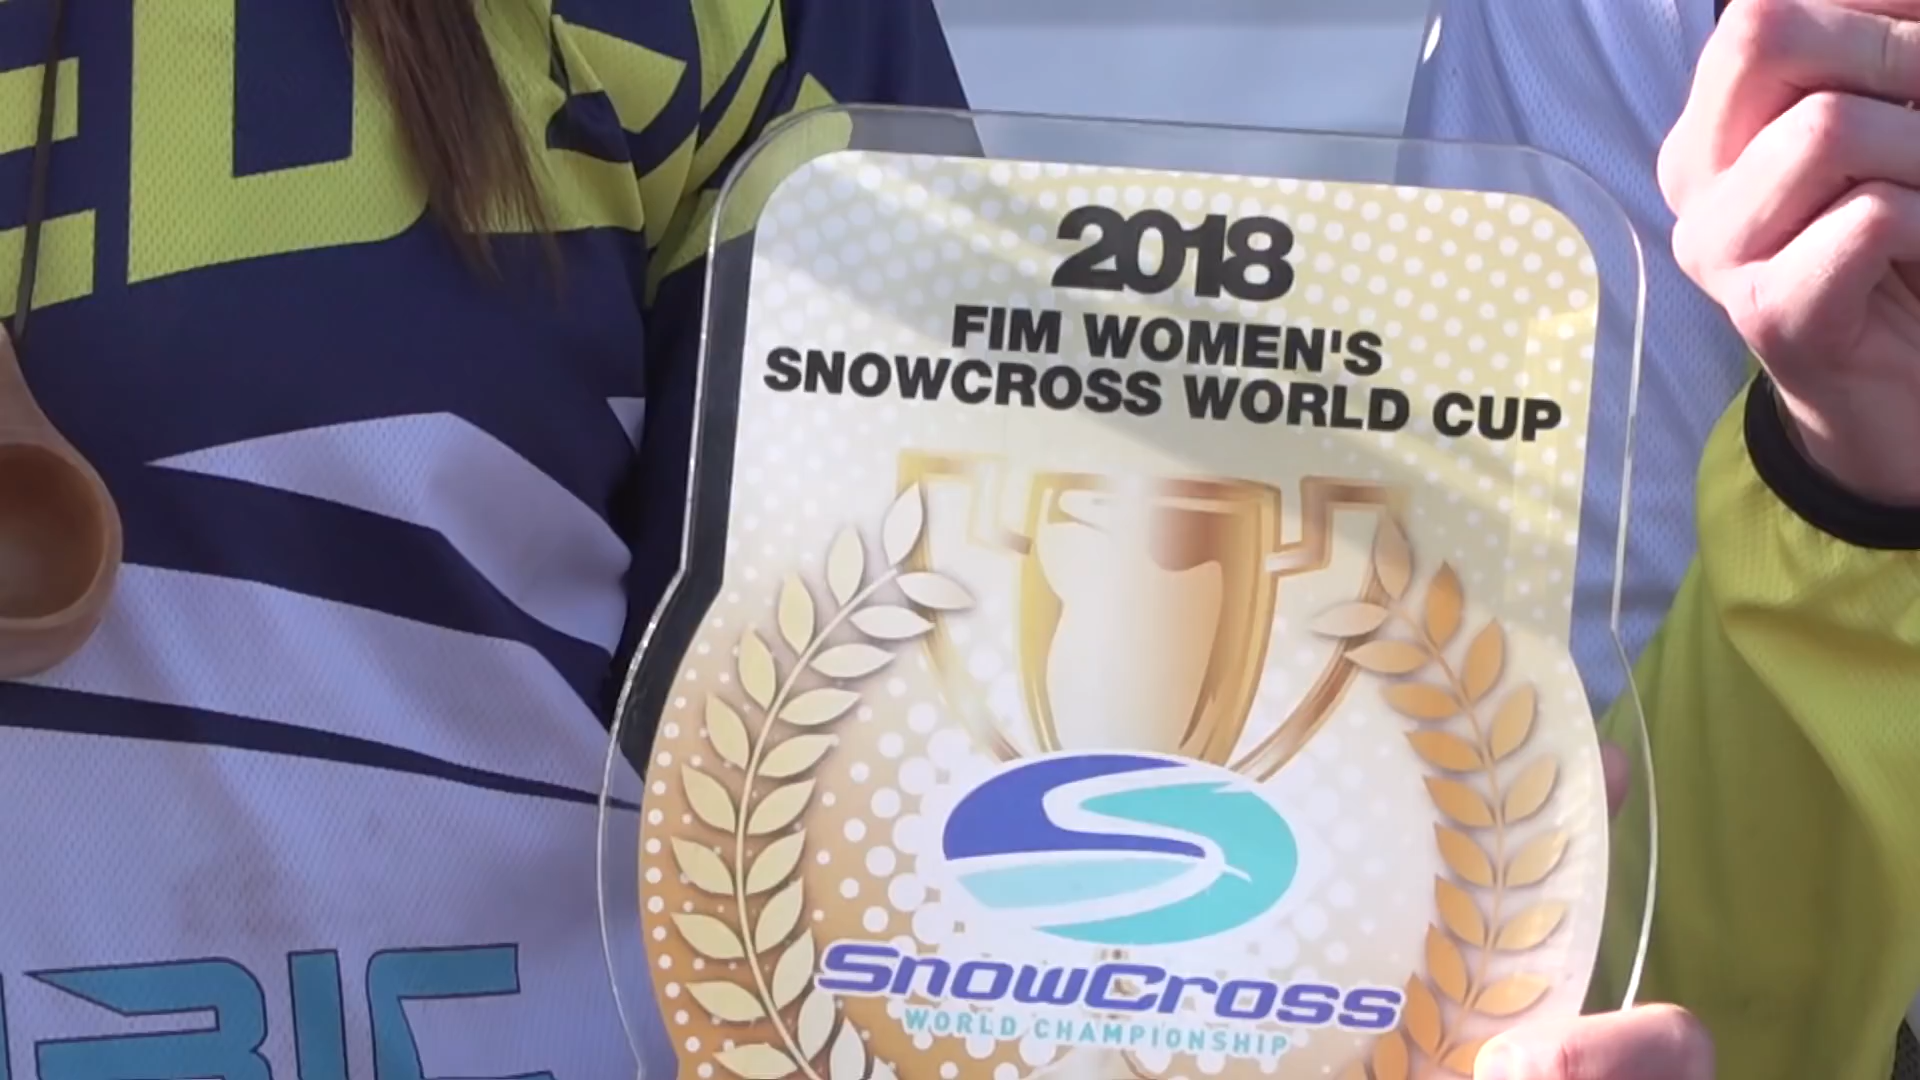 2018
FIM WOMEN'S
SNOWCROSS WORLD CUP
SnowCross
WORLD CHAMPIONSHIP